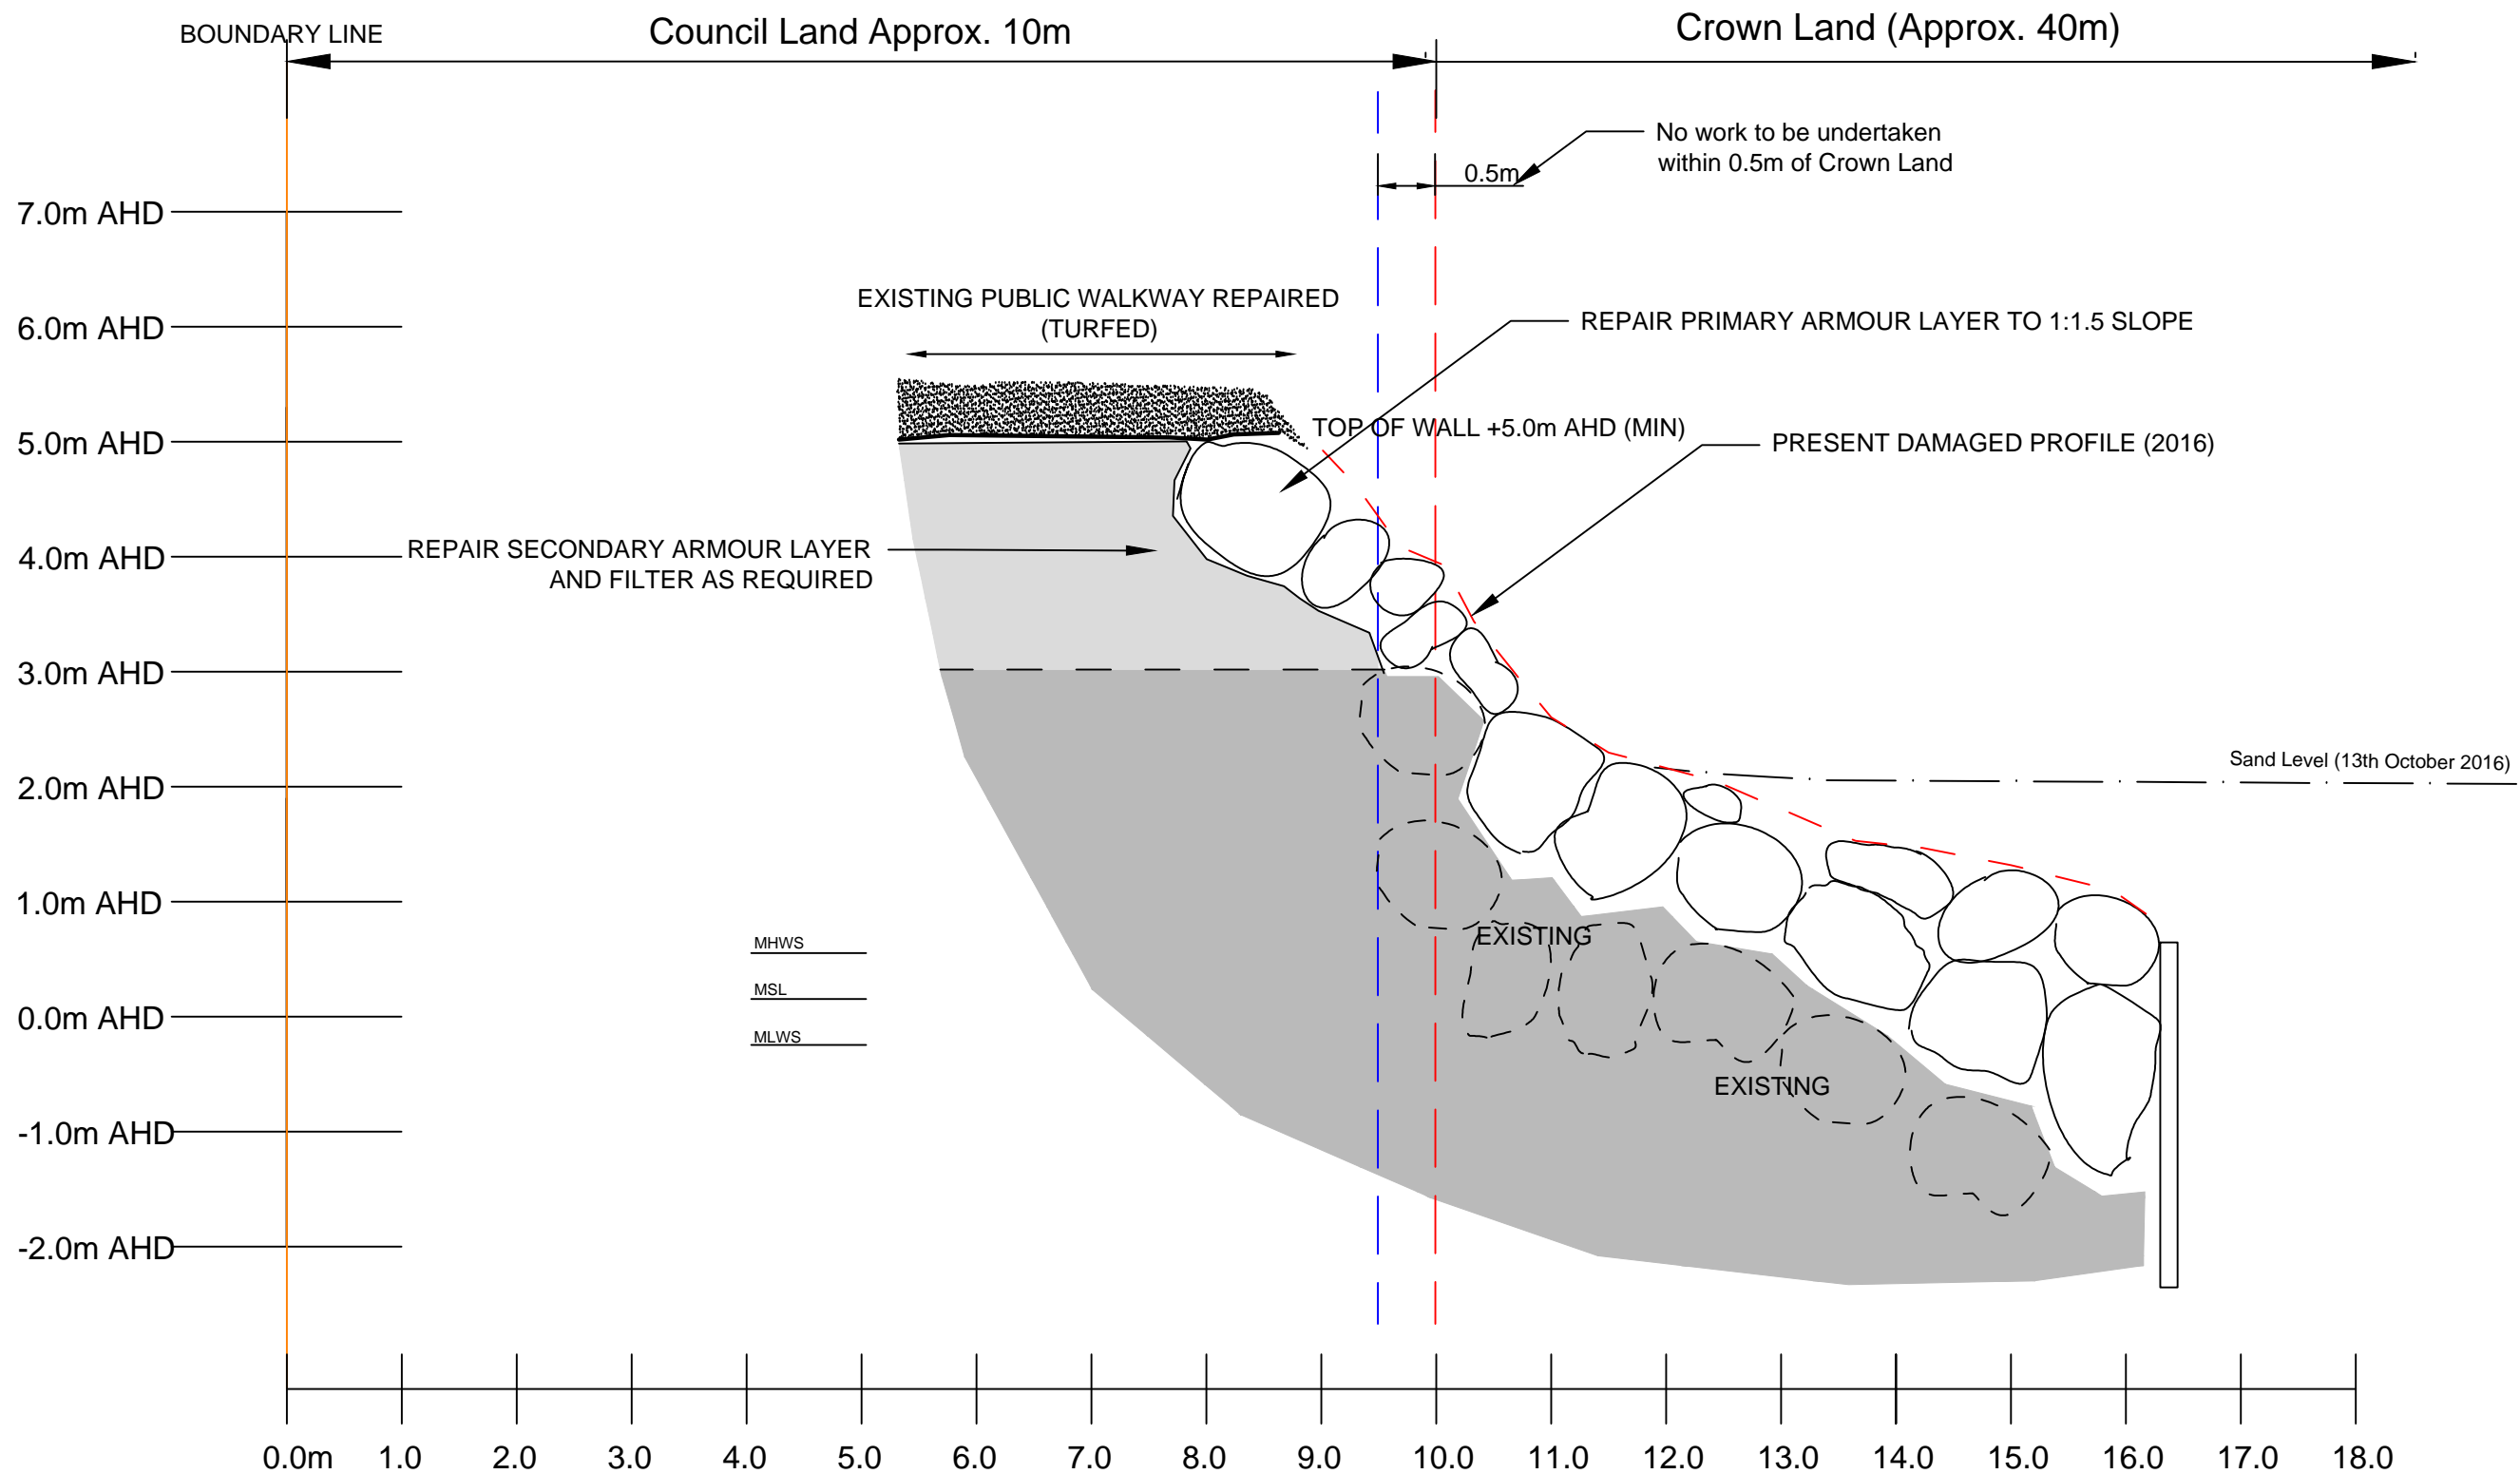 BOUNDARY LINE
Council Land Approx. 10m
Crown Land (Approx. 40m)
No work to be undertaken
within 0.5m of Crown Land
0.5m
7.0m AHD
6.0m AHD
5.0m AHD
4.0m AHD
3.0m AHD
2.0m AHD
1.0m AHD
0.0m AHD
-1.0m AHD
-2.0m AHD
EXISTING PUBLIC WALKWAY REPAIRED
(TURFED)
REPAIR PRIMARY ARMOUR LAYER TO 1:1.5 SLOPE
TOP OF WALL +5.0m AHD (MIN)
PRESENT DAMAGED PROFILE (2016)
REPAIR SECONDARY ARMOUR LAYER
AND FILTER AS REQUIRED
Sand Level (13th October 2016)
MHWS
MSL
MLWS
EXISTING
EXISTING
0.0m 1.0 2.0 3.0 4.0 5.0 6.0 7.0 8.0 9.0 10.0 11.0 12.0 13.0 14.0 15.0 16.0 17.0 18.0